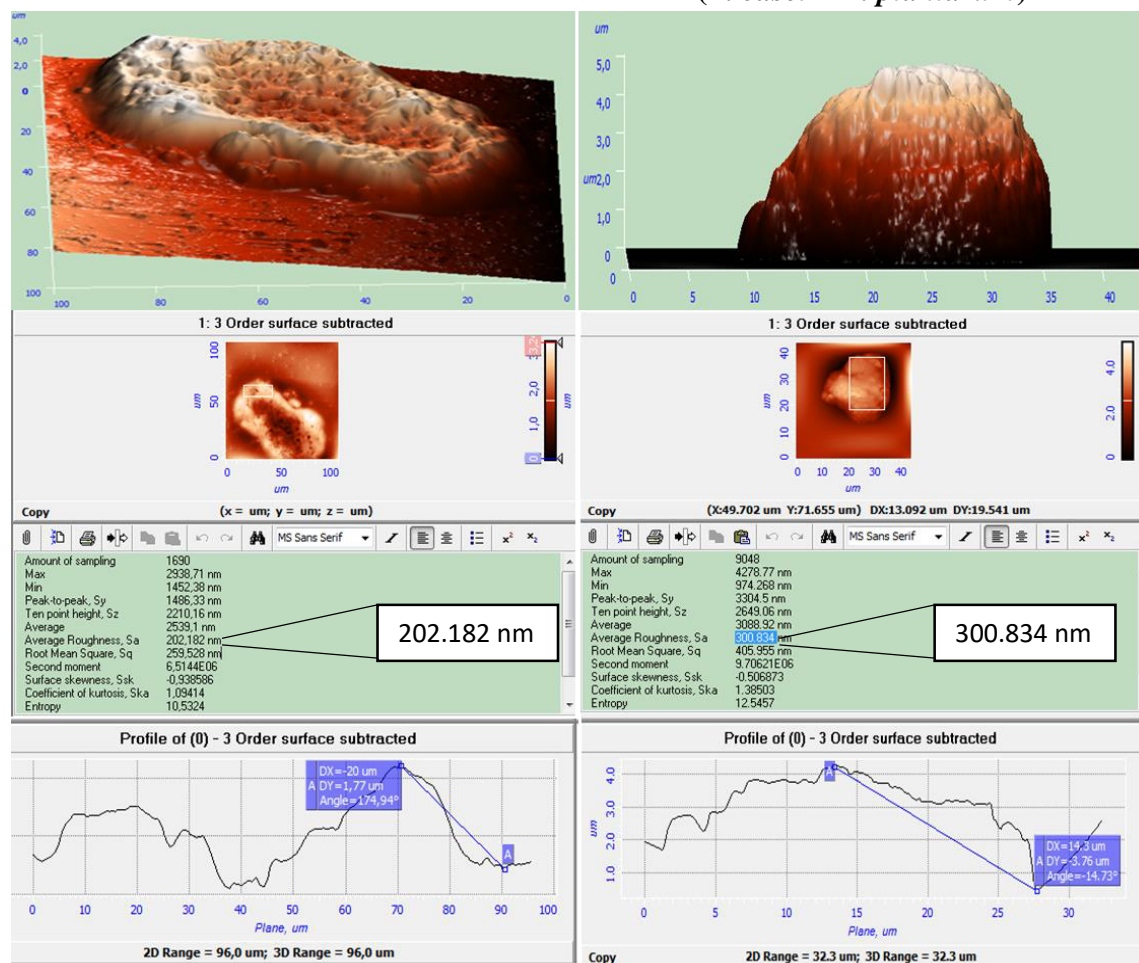 um
4,0
2,0
0
20
40
60
80
100
100
80
60
40
20
0
um
5,0
4,0
3,0
um2,0
1,0
0
0
0
5
10
15
20
25
30
35
40
1: 3 Order surface subtracted
100
50
0
um
0
50
100
um
3,2
2,0
1,0
0
um
Copy
(x = um; y = um; z = um)
1: 3 Order surface subtracted
40
30
20
10
0
um
0 10 20 30 40
um
4.0
2.0
0
Copy
(X:49.702 um Y:71.655 um) DX:13.092 um DY:19.541 um
MS Sans Serif
x² x₂
Amount of sampling 1690
Max 2938,71 nm
Min 1452,38 nm
Peak-to-peak, Sy 1486,33 nm
Ten point height, Sz 2210,16 nm
Average 2539,1 nm
Average Roughness, Sa 202,182 nm
Root Mean Square, Sq 259,528 nm
Second moment 6,5144E06
Surface skewness, Ssk -0,938586
Coefficient of kurtosis, Ska 1,09414
Entropy 10,5324
202.182 nm
MS Sans Serif
x² x₂
Amount of sampling 9048
Max 4278.77 nm
Min 974.268 nm
Peak-to-peak, Sy 3304.5 nm
Ten point height, Sz 2649.06 nm
Average 3088.92 nm
Average Roughness, Sa 300.834 nm
Root Mean Square, Sq 405.955 nm
Second moment 9.70621E06
Surface skewness, Ssk -0.506873
Coefficient of kurtosis, Ska 1.38503
Entropy 12.5457
300.834 nm
Profile of (0) - 3 Order surface subtracted
DX=-20 um
A DY=1,77 um
Angle=174,94°
A
0 10 20 30 40 50 60 70 80 90 100
Plane, um
2D Range = 96,0 um; 3D Range = 96,0 um
Profile of (0) - 3 Order surface subtracted
4.0
3.0
2.0
1.0
um
A
DX=14.3 um
A DY=-3.76 um
Angle=-14.73°
0 5 10 15 20 25 30
Plane, um
Copy
2D Range = 32.3 um; 3D Range = 32.3 um